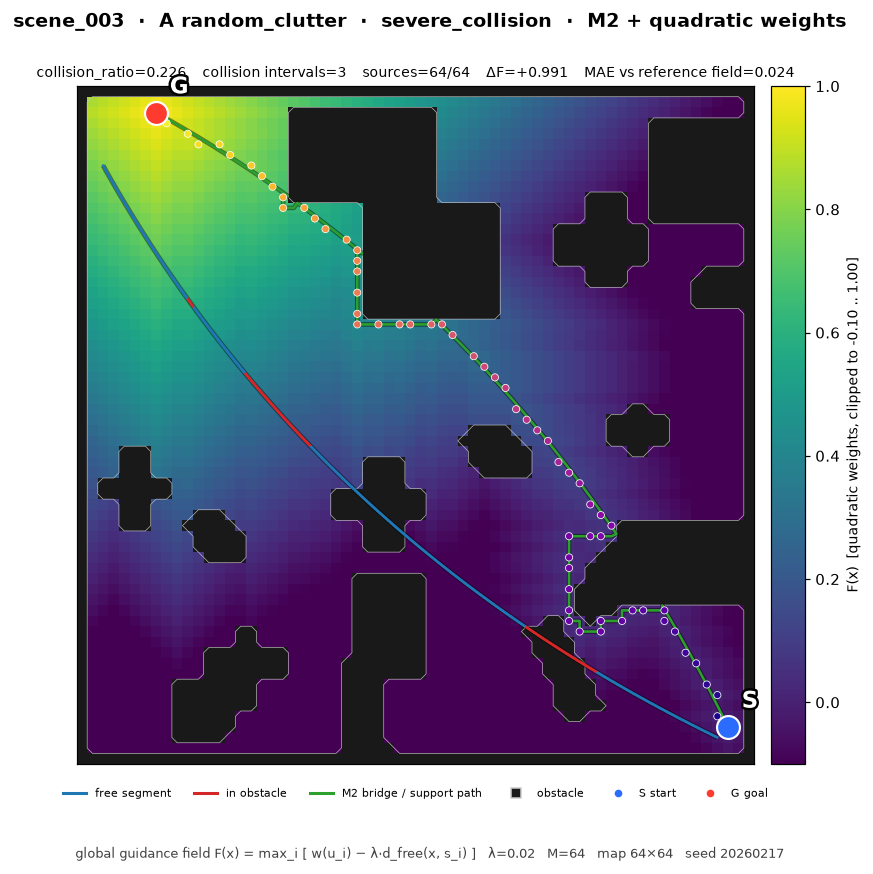 scene_003 · A random_clutter · severe_collision · M2 + quadratic weights
collision_ratio=0.226 collision intervals=3 sources=64/64 ΔF=+0.991 MAE vs reference field=0.024
G
S
1.0
0.8
0.6
0.4
0.2
0.0
F(x) [quadratic weights, clipped to -0.10 .. 1.00]
free segment in obstacle M2 bridge / support path obstacle S start G goal
global guidance field F(x) = max_i [ w(u_i) − λ·d_free(x, s_i) ] λ=0.02 M=64 map 64×64 seed 20260217